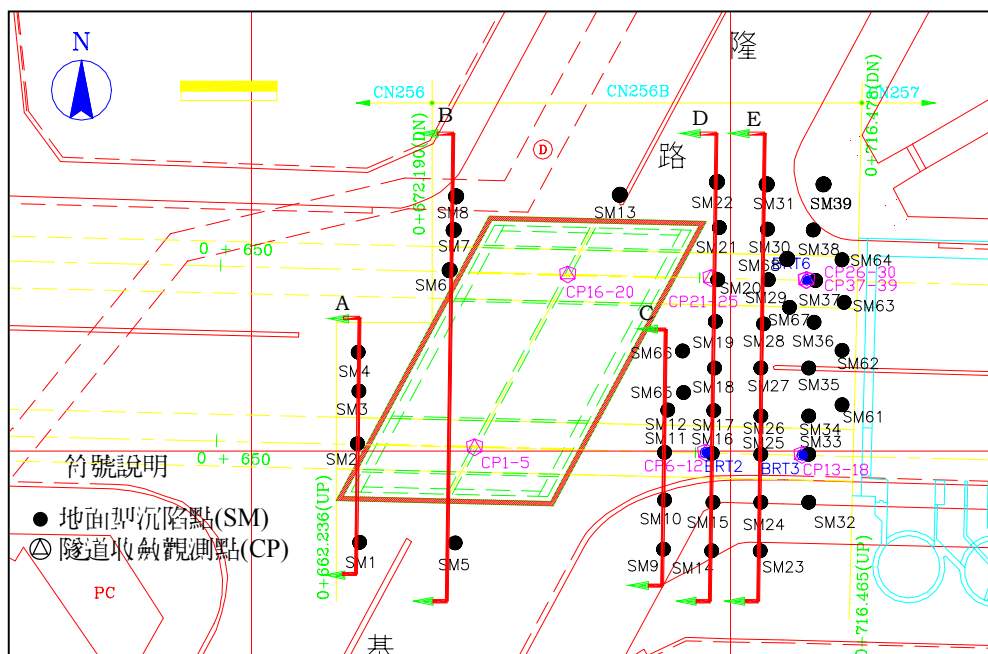 隆
N
CN256
CN256B
CN257
0+716.478(DN)
B
D
E
0+672.190(DN)
D
路
SM8
SM13
SM22
SM31
SM39
SM7
SM21
SM30
SM38
0 + 650
SM6
SM68
BRT6
SM64
CP26-30
CP16-20
CP21-25
SM20
SM29
SM37
CP37-39
A
C
SM67
SM63
SM19
SM28
SM36
SM4
SM66
SM62
SM18
SM27
SM35
SM3
SM65
SM12
SM17
SM26
SM34
SM61
SM2
SM11
SM16
SM25
SM33
0 + 650
CP1-5
CP6-12
BRT2
BRT3
CP13-18
符號說明
地面型沉陷點(SM)
隧道收斂觀測點(CP)
SM10
SM15
SM24
SM32
0+662.236(UP)
SM1
SM5
SM9
SM14
SM23
PC
0+716.465(UP)
基